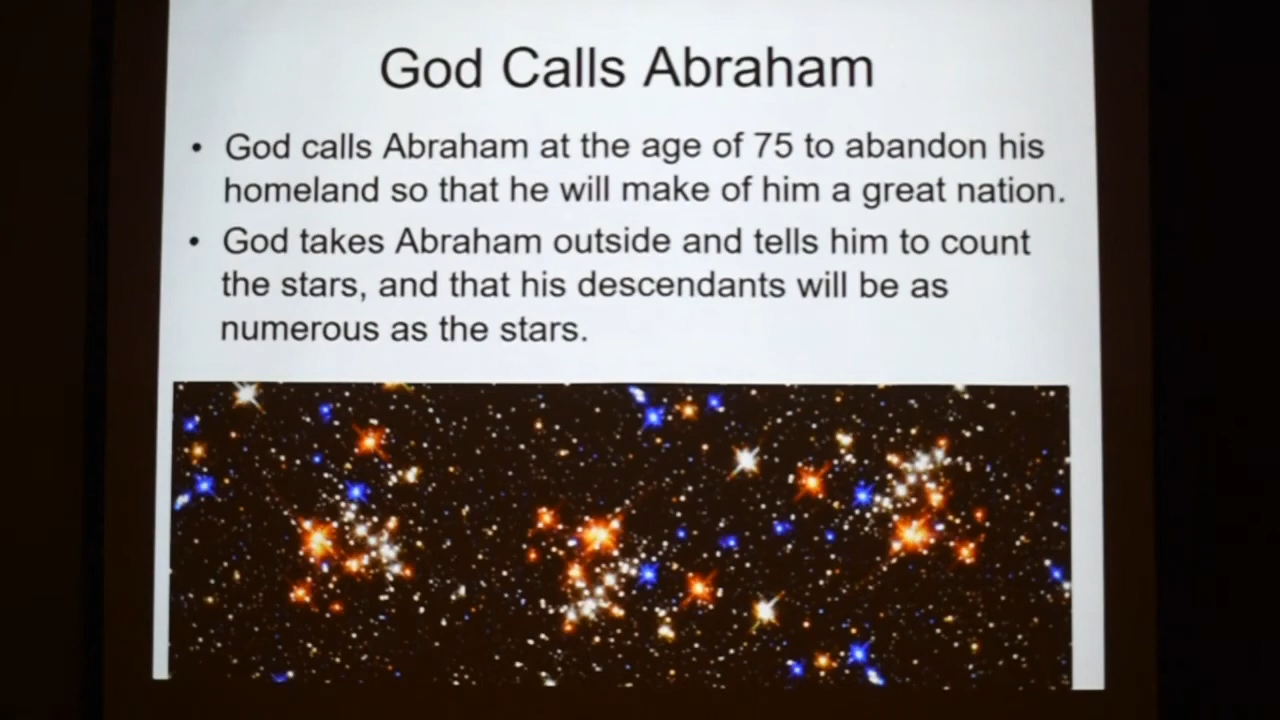 God Calls Abraham
• God calls Abraham at the age of 75 to abandon his
homeland so that he will make of him a great nation.
• God takes Abraham outside and tells him to count
the stars, and that his descendants will be as
numerous as the stars.